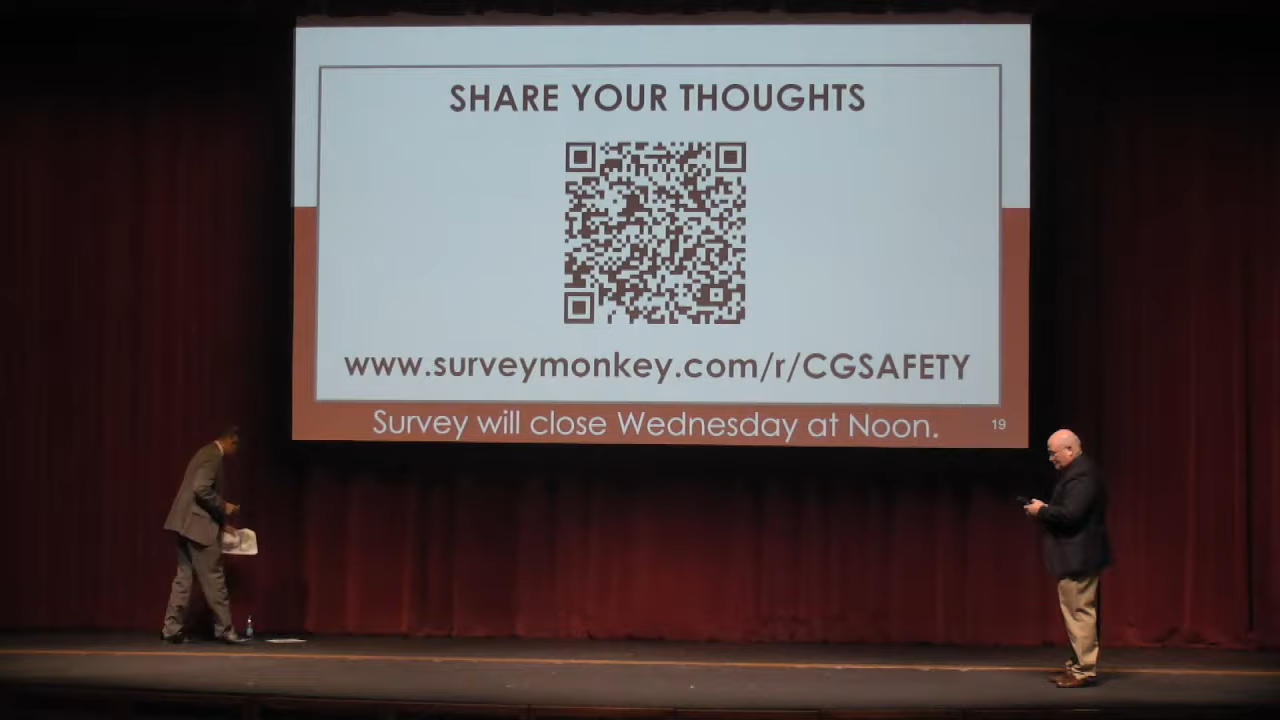 SHARE YOUR THOUGHTS
www.surveymonkey.com/r/CGSAFETY
Survey will close Wednesday at Noon.
19